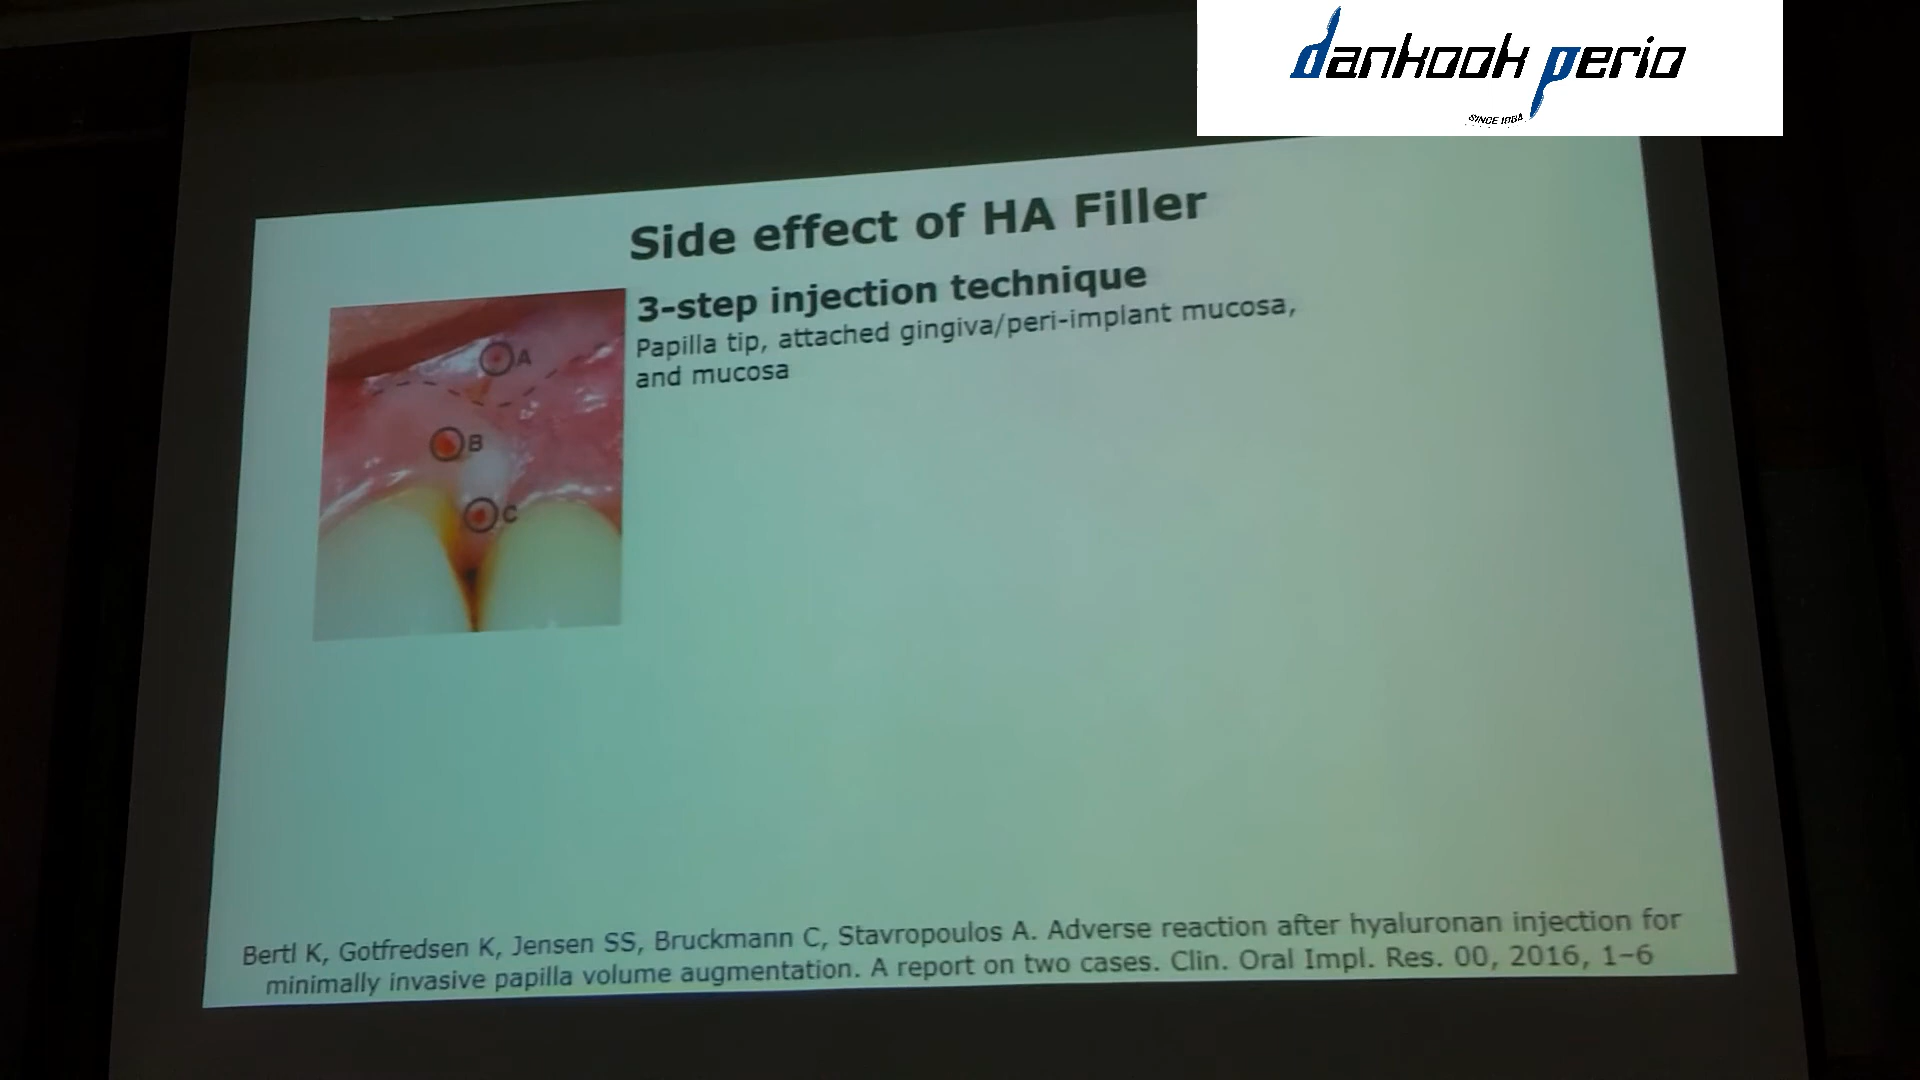 dankook perio
SINCE 1984
Side effect of HA Filler
3-step injection technique
Papilla tip, attached gingiva/peri-implant mucosa,
and mucosa
A
B
C
Bertl K, Gotfredsen K, Jensen SS, Bruckmann C, Stavropoulos A. Adverse reaction after hyaluronan injection for
minimally invasive papilla volume augmentation. A report on two cases. Clin. Oral Impl. Res. 00, 2016, 1–6